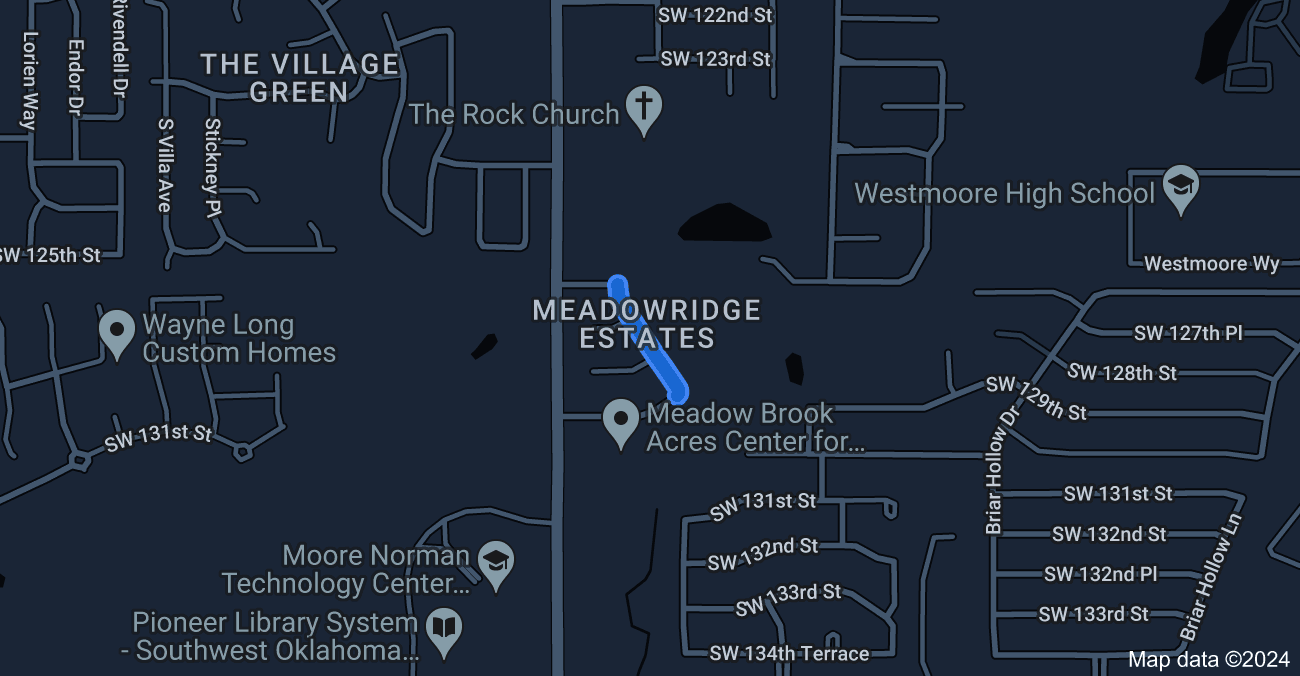 SW 122nd St
SW 123rd St
THE VILLAGE
GREEN
Lorien Way
Endor Dr
Rivendell Dr
S Villa Ave
Stickney Pl
The Rock Church
Westmoore High School
Westmoore Wy
SW 125th St
MEADOWRIDGE
ESTATES
Wayne Long
Custom Homes
SW 127th Pl
SW 128th St
SW 129th St
Briar Hollow Dr
Meadow Brook
Acres Center for...
SW 131st St
SW 131st St
SW 131st St
SW 132nd St
SW 132nd St
SW 132nd Pl
SW 133rd St
SW 133rd St
Briar Hollow Ln
SW 134th Terrace
Moore Norman
Technology Center...
Pioneer Library System
- Southwest Oklahoma...
Map data ©2024